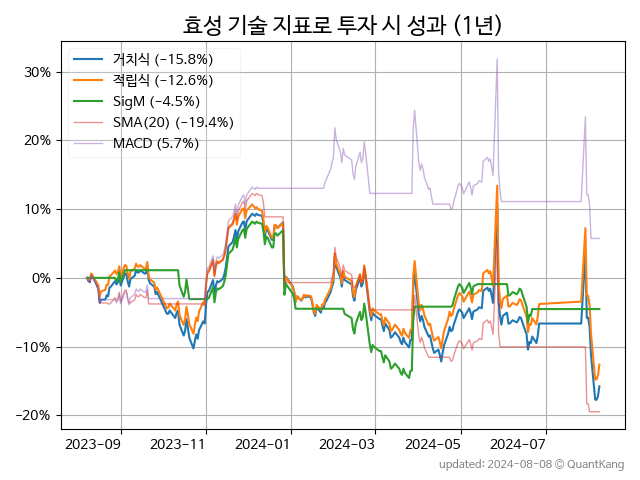 효성 기술 지표로 투자 시 성과 (1년)
거치식 (−15.8%)
적립식 (−12.6%)
SigM (−4.5%)
SMA(20) (−19.4%)
MACD (5.7%)
30%
20%
10%
0%
−10%
−20%
2023-09 2023-11 2024-01 2024-03 2024-05 2024-07
updated: 2024-08-08 © QuantKang